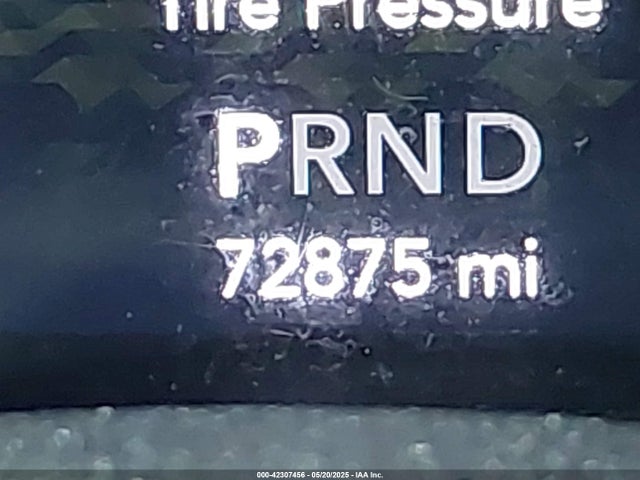 Tire Pressure
PRND
72875 mi
000-42307456 - 05/20/2025 - IAA Inc.